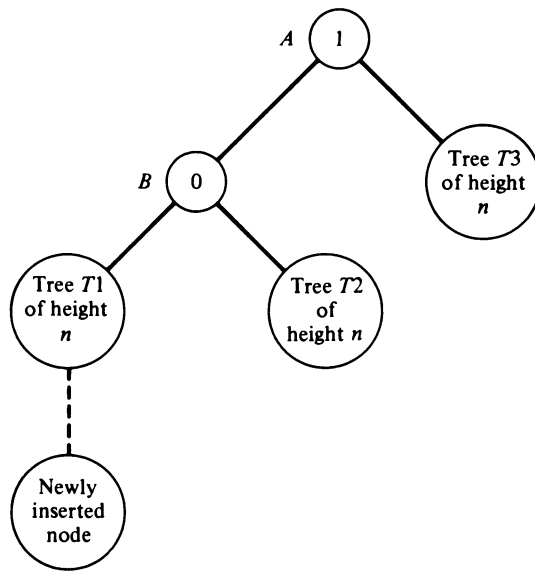 A 1
Tree T3
of height
n
B 0
Tree T1
of height
n
Tree T2
of
height n
Newly
inserted
node